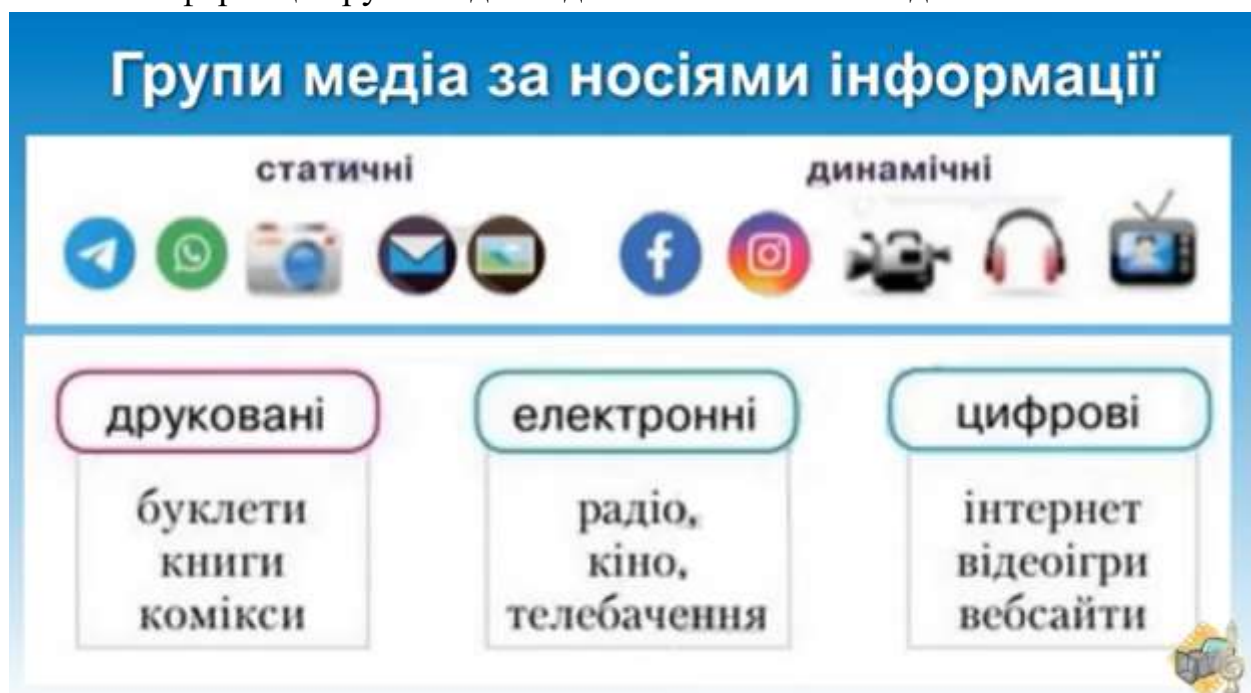 Групи медіа за носіями інформації
статичні
динамічні
друковані
буклети
книги
комікси
електронні
радіо,
кіно,
телебачення
цифрові
інтернет
відеоігри
вебсайти